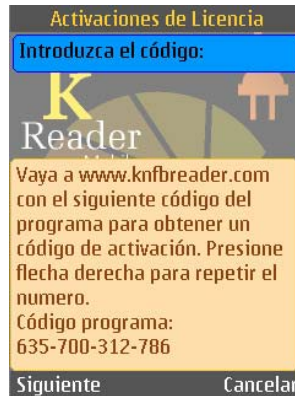 Activaciones de Licencia
Introduzca el código:
K
Reader
Vaya a www.knfbreader.com
con el siguiente código del
programa para obtener un
código de activación. Presione
flecha derecha para repetir el
numero.
Código programa:
635-700-312-786
Siguiente Cancelar